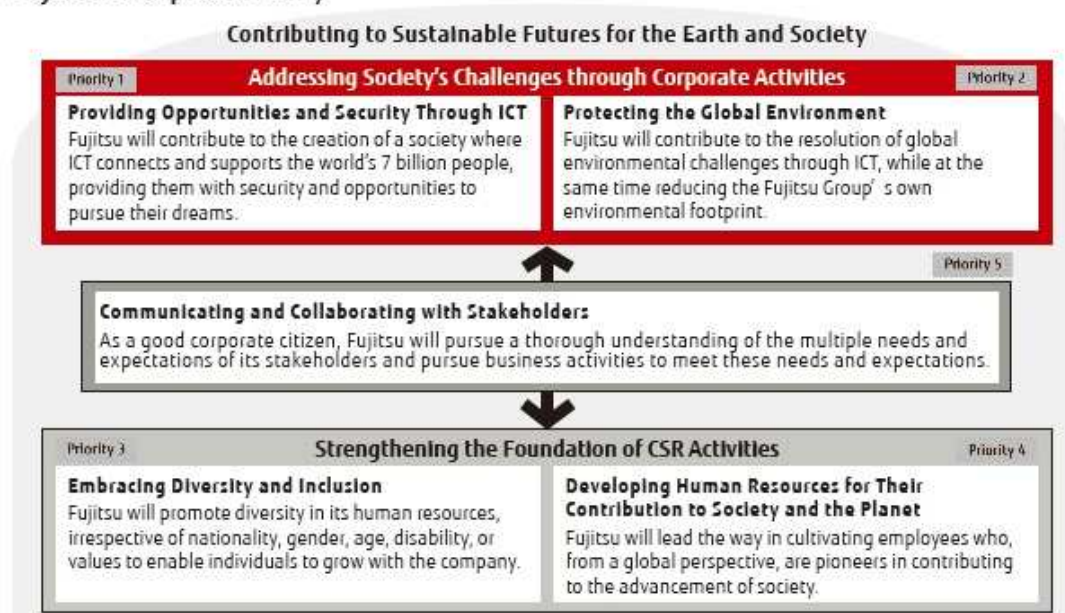 Contributing to Sustainable Futures for the Earth and Society
Priority 1
Addressing Society's Challenges through Corporate Activities
Priority 2
Providing Opportunities and Security Through ICT
Fujitsu will contribute to the creation of a society where
ICT connects and supports the world's 7 billion people,
providing them with security and opportunities to
pursue their dreams.
Protecting the Global Environment
Fujitsu will contribute to the resolution of global
environmental challenges through ICT, while at the
same time reducing the Fujitsu Group' s own
environmental footprint.
Priority 5
Communicating and Collaborating with Stakeholders
As a good corporate citizen, Fujitsu will pursue a thorough understanding of the multiple needs and
expectations of its stakeholders and pursue business activities to meet these needs and expectations.
Priority 3
Strengthening the Foundation of CSR Activities
Priority 4
Embracing Diversity and Inclusion
Fujitsu will promote diversity in its human resources,
irrespective of nationality, gender, age, disability, or
values to enable individuals to grow with the company.
Developing Human Resources for Their
Contribution to Society and the Planet
Fujitsu will lead the way in cultivating employees who,
from a global perspective, are pioneers in contributing
to the advancement of society.